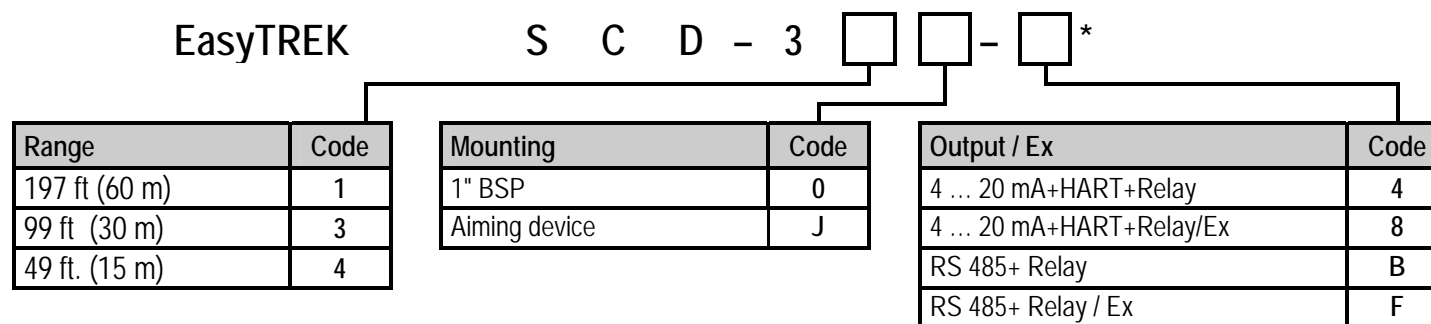 EasyTREK S C D – 3 – *
Range Code
197 ft (60 m) 1
99 ft (30 m) 3
49 ft. (15 m) 4
Mounting Code
1" BSP 0
Aiming device J
Output / Ex Code
4 … 20 mA+HART+Relay 4
4 … 20 mA+HART+Relay/Ex 8
RS 485+ Relay B
RS 485+ Relay / Ex F